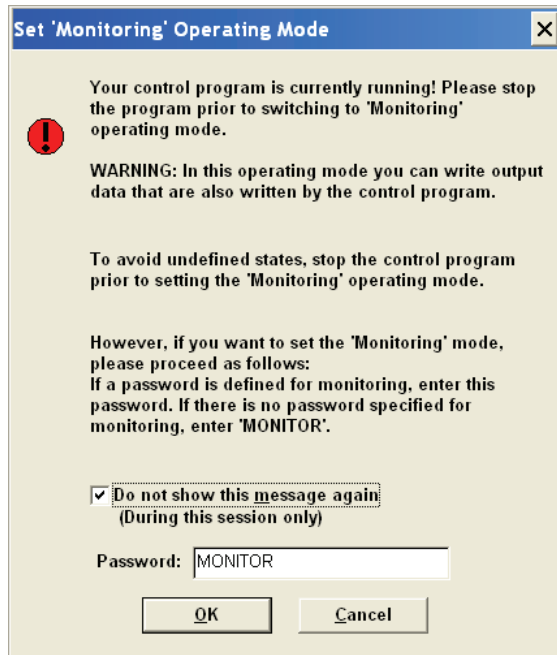 Set 'Monitoring' Operating Mode
Your control program is currently running! Please stop
the program prior to switching to 'Monitoring'
operating mode.
WARNING: In this operating mode you can write output
data that are also written by the control program.
To avoid undefined states, stop the control program
prior to setting the 'Monitoring' operating mode.
However, if you want to set the 'Monitoring' mode,
please proceed as follows:
If a password is defined for monitoring, enter this
password. If there is no password specified for
monitoring, enter 'MONITOR'.
Do not show this message again
(During this session only)
Password: MONITOR
OK Cancel